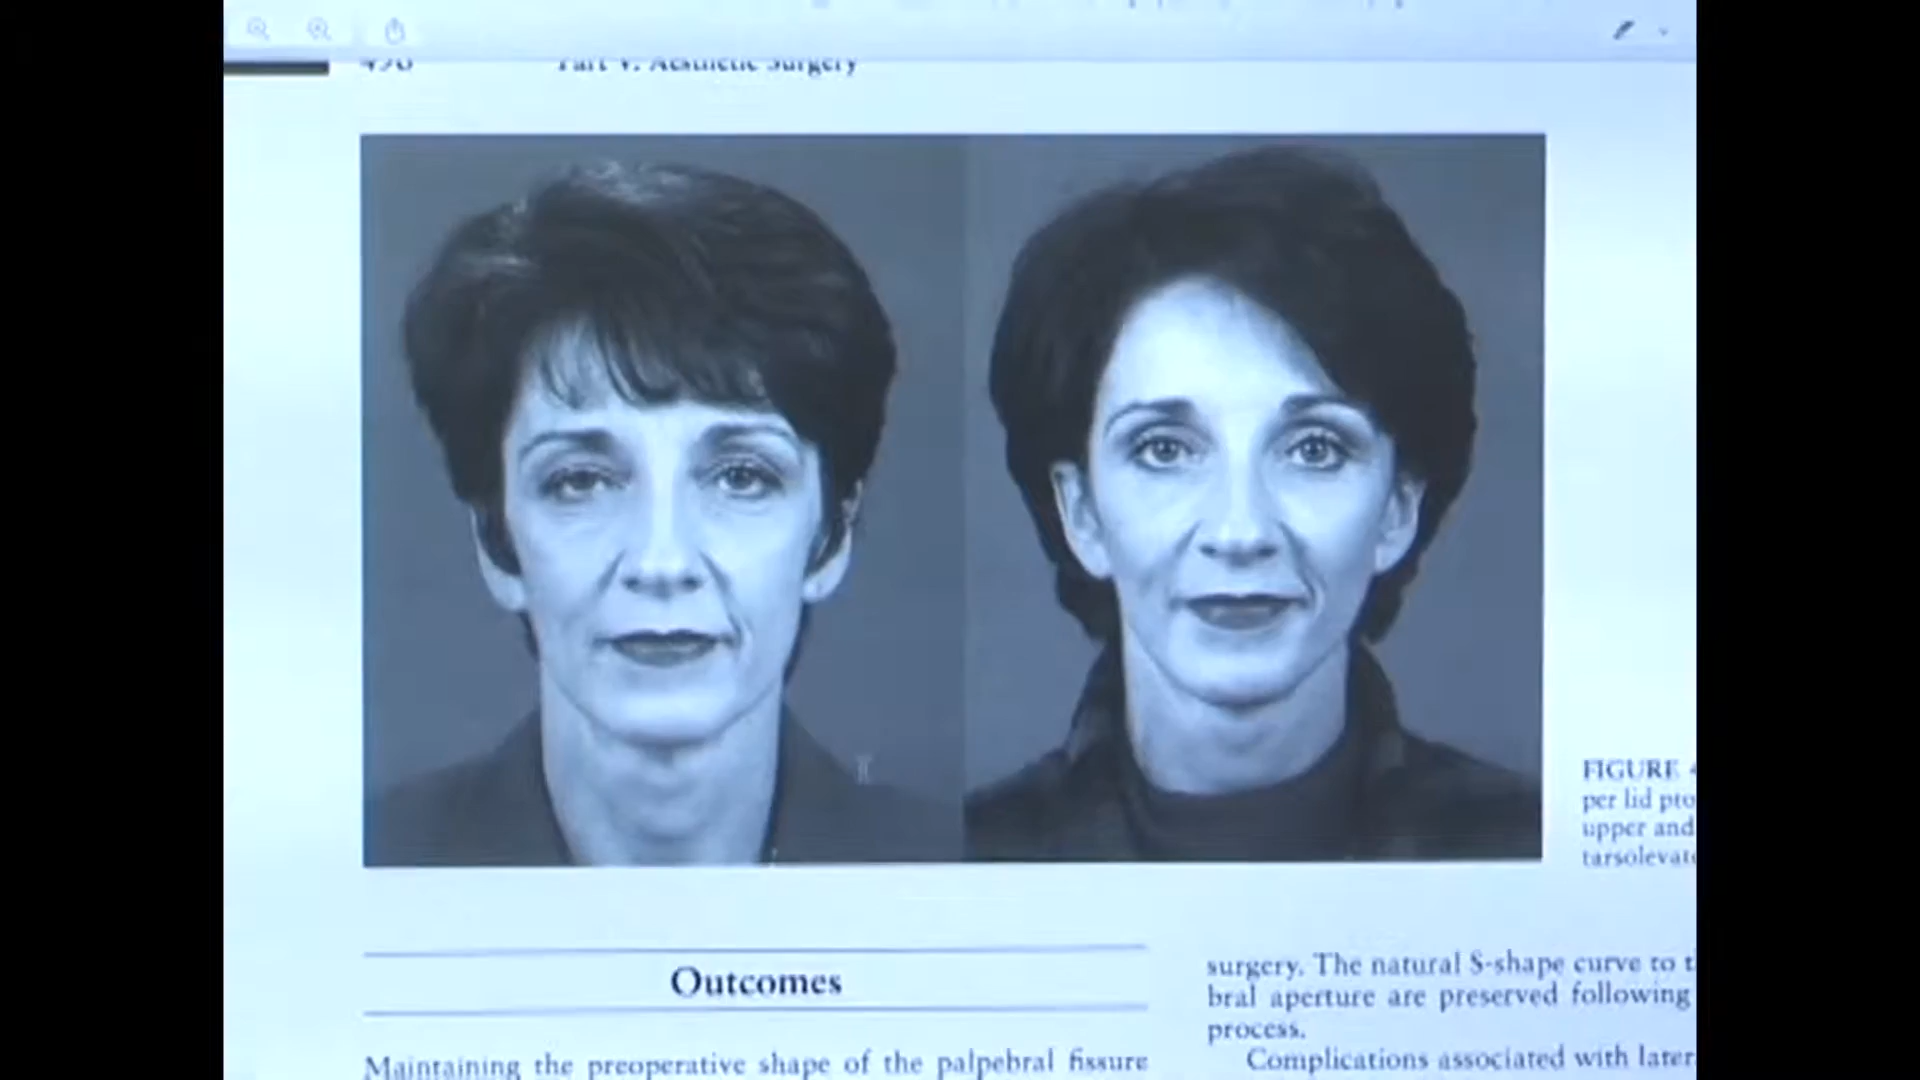 Part V: Aesthetic Surgery
FIGURE
per lid pto
upper and
tarsolevat
Outcomes
Maintaining the preoperative shape of the palpebral fissure
surgery. The natural S-shape curve to t
bral aperture are preserved following
process.
Complications associated with later